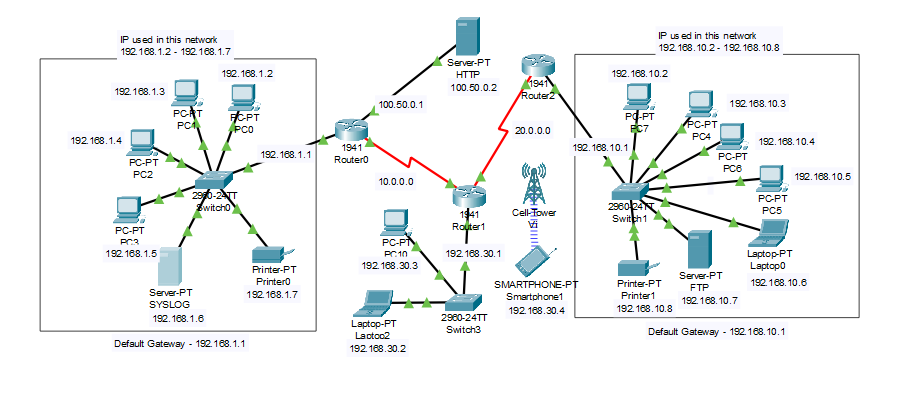 IP used in this network
192.168.1.2 - 192.168.1.7
192.168.1.3
PC-PT
PC1
192.168.1.2
PC-PT
PC0
192.168.1.4
PC-PT
PC2
PC-PT
PC3
192.168.1.5
2960-24TT
Switch0
192.168.1.1
Server-PT
SYSLOG
192.168.1.6
Printer-PT
Printer0
192.168.1.7
Default Gateway - 192.168.1.1
Server-PT
HTTP
100.50.0.2
100.50.0.1
1941
Router0
10.0.0.0
1941
Router2
20.0.0.0
1941
Router1
192.168.30.1
PC-PT
PC10
192.168.30.3
Laptop-PT
Laptop2
192.168.30.2
2960-24TT
Switch3
Cell-Tower
SMARTPHONE-PT
Smartphone1
192.168.30.4
IP used in this network
192.168.10.2 - 192.168.10.8
192.168.10.2
PC-PT
PC7
192.168.10.3
PC-PT
PC4
192.168.10.4
PC-PT
PC6
192.168.10.5
PC-PT
PC5
192.168.10.1
2960-24TT
Switch1
Laptop-PT
Laptop0
192.168.10.6
Server-PT
FTP
192.168.10.7
Printer-PT
Printer1
192.168.10.8
Default Gateway - 192.168.10.1